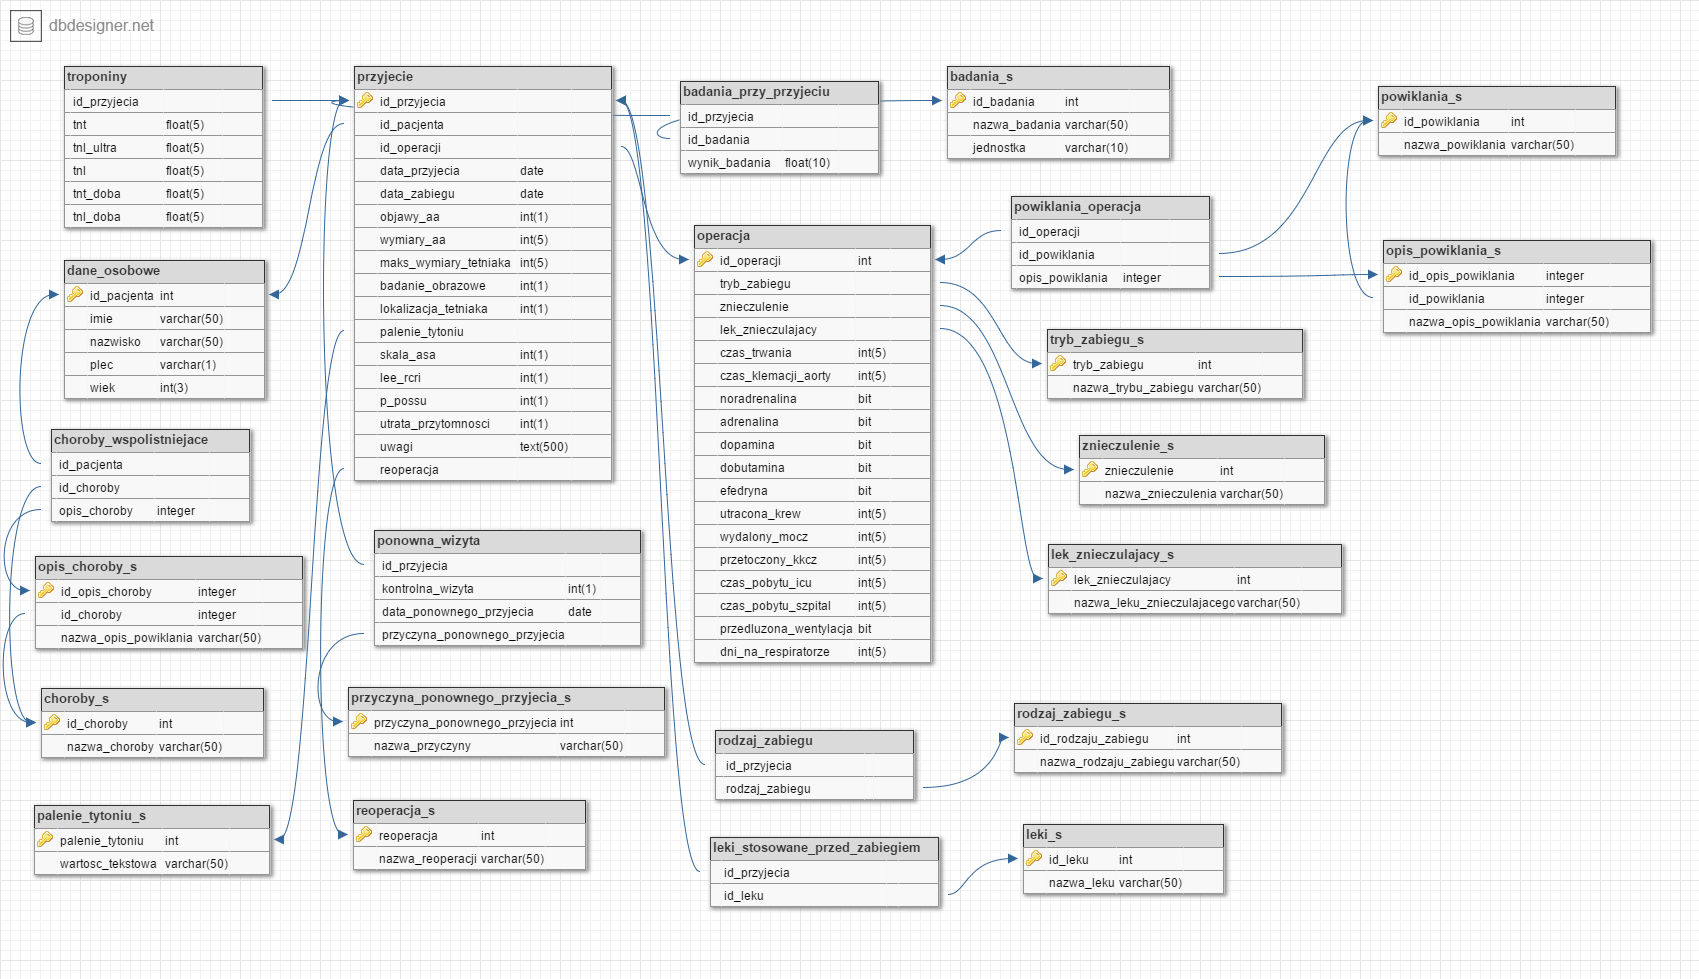 dbdesigner.net
troponiny
id_przyjecia
tnt float(5)
tnI_ultra float(5)
tnI float(5)
tnt_doba float(5)
tnI_doba float(5)
dane_osobowe
id_pacjenta int
imie varchar(50)
nazwisko varchar(50)
plec varchar(1)
wiek int(3)
choroby_wspolistniejace
id_pacjenta
id_choroby
opis_choroby integer
opis_choroby_s
id_opis_choroby integer
id_choroby integer
nazwa_opis_powiklania varchar(50)
choroby_s
id_choroby int
nazwa_choroby varchar(50)
palenie_tytoniu_s
palenie_tytoniu int
wartosc_tekstowa varchar(50)
przyjecie
id_przyjecia
id_pacjenta
id_operacji
data_przyjecia date
data_zabiegu date
objawy_aa int(1)
wymiary_aa int(5)
maks_wymiary_tetniaka int(5)
badanie_obrazowe int(1)
lokalizacja_tetniaka int(1)
palenie_tytoniu
skala_asa int(1)
lee_rcri int(1)
p_possu int(1)
utrata_przytomnosci int(1)
uwagi text(500)
reoperacja
ponowna_wizyta
id_przyjecia
kontrolna_wizyta int(1)
data_ponownego_przyjecia date
przyczyna_ponownego_przyjecia
przyczyna_ponownego_przyjecia_s
przyczyna_ponownego_przyjecia int
nazwa_przyczyny varchar(50)
reoperacja_s
reoperacja int
nazwa_reoperacji varchar(50)
badania_przy_przyjeciu
id_przyjecia
id_badania
wynik_badania float(10)
operacja
id_operacji int
tryb_zabiegu
znieczulenie
lek_znieczulajacy
czas_trwania int(5)
czas_klemacji_aorty int(5)
noradrenalina bit
adrenalina bit
dopamina bit
dobutamina bit
efedryna bit
utracona_krew int(5)
wydalony_mocz int(5)
przetoczony_kkcz int(5)
czas_pobytu_icu int(5)
czas_pobytu_szpital int(5)
przedluzona_wentylacja bit
dni_na_respiratorze int(5)
rodzaj_zabiegu
id_przyjecia
rodzaj_zabiegu
leki_stosowane_przed_zabiegiem
id_przyjecia
id_leku
badania_s
id_badania int
nazwa_badania varchar(50)
jednostka varchar(10)
powiklania_operacja
id_operacji
id_powiklania
opis_powiklania integer
tryb_zabiegu_s
tryb_zabiegu int
nazwa_trybu_zabiegu varchar(50)
znieczulenie_s
znieczulenie int
nazwa_znieczulenia varchar(50)
lek_znieczulajacy_s
lek_znieczulajacy int
nazwa_leku_znieczulajacego varchar(50)
rodzaj_zabiegu_s
id_rodzaju_zabiegu int
nazwa_rodzaju_zabiegu varchar(50)
leki_s
id_leku int
nazwa_leku varchar(50)
powiklania_s
id_powiklania int
nazwa_powiklania varchar(50)
opis_powiklania_s
id_opis_powiklania integer
id_powiklania integer
nazwa_opis_powiklania varchar(50)